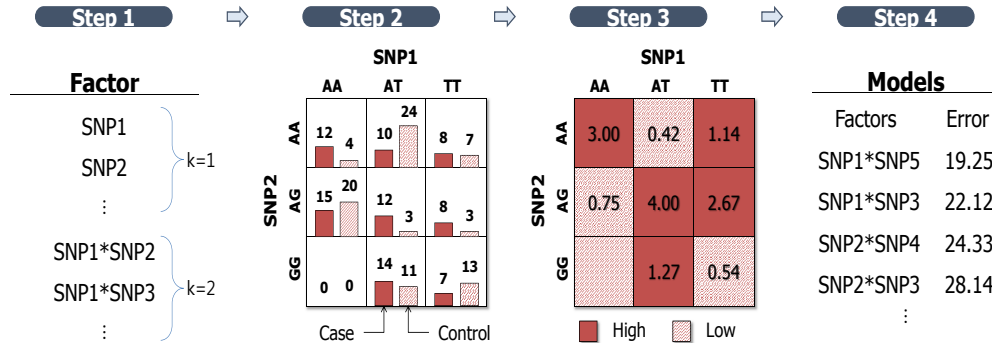 Step 1
Step 2
Step 3
Step 4
Factor
SNP1
SNP2
⋮
k=1
SNP1*SNP2
SNP1*SNP3
⋮
k=2
SNP1
AA AT TT
SNP2
AA
12 4 10 24 8 7
AG
15 20 12 3 8 3
GG
0 0 14 11 7 13
Case Control
SNP1
AA AT TT
SNP2
AA
3.00 0.42 1.14
AG
0.75 4.00 2.67
GG
1.27 0.54
High Low
Models
Factors Error
SNP1*SNP5 19.25
SNP1*SNP3 22.12
SNP2*SNP4 24.33
SNP2*SNP3 28.14
⋮